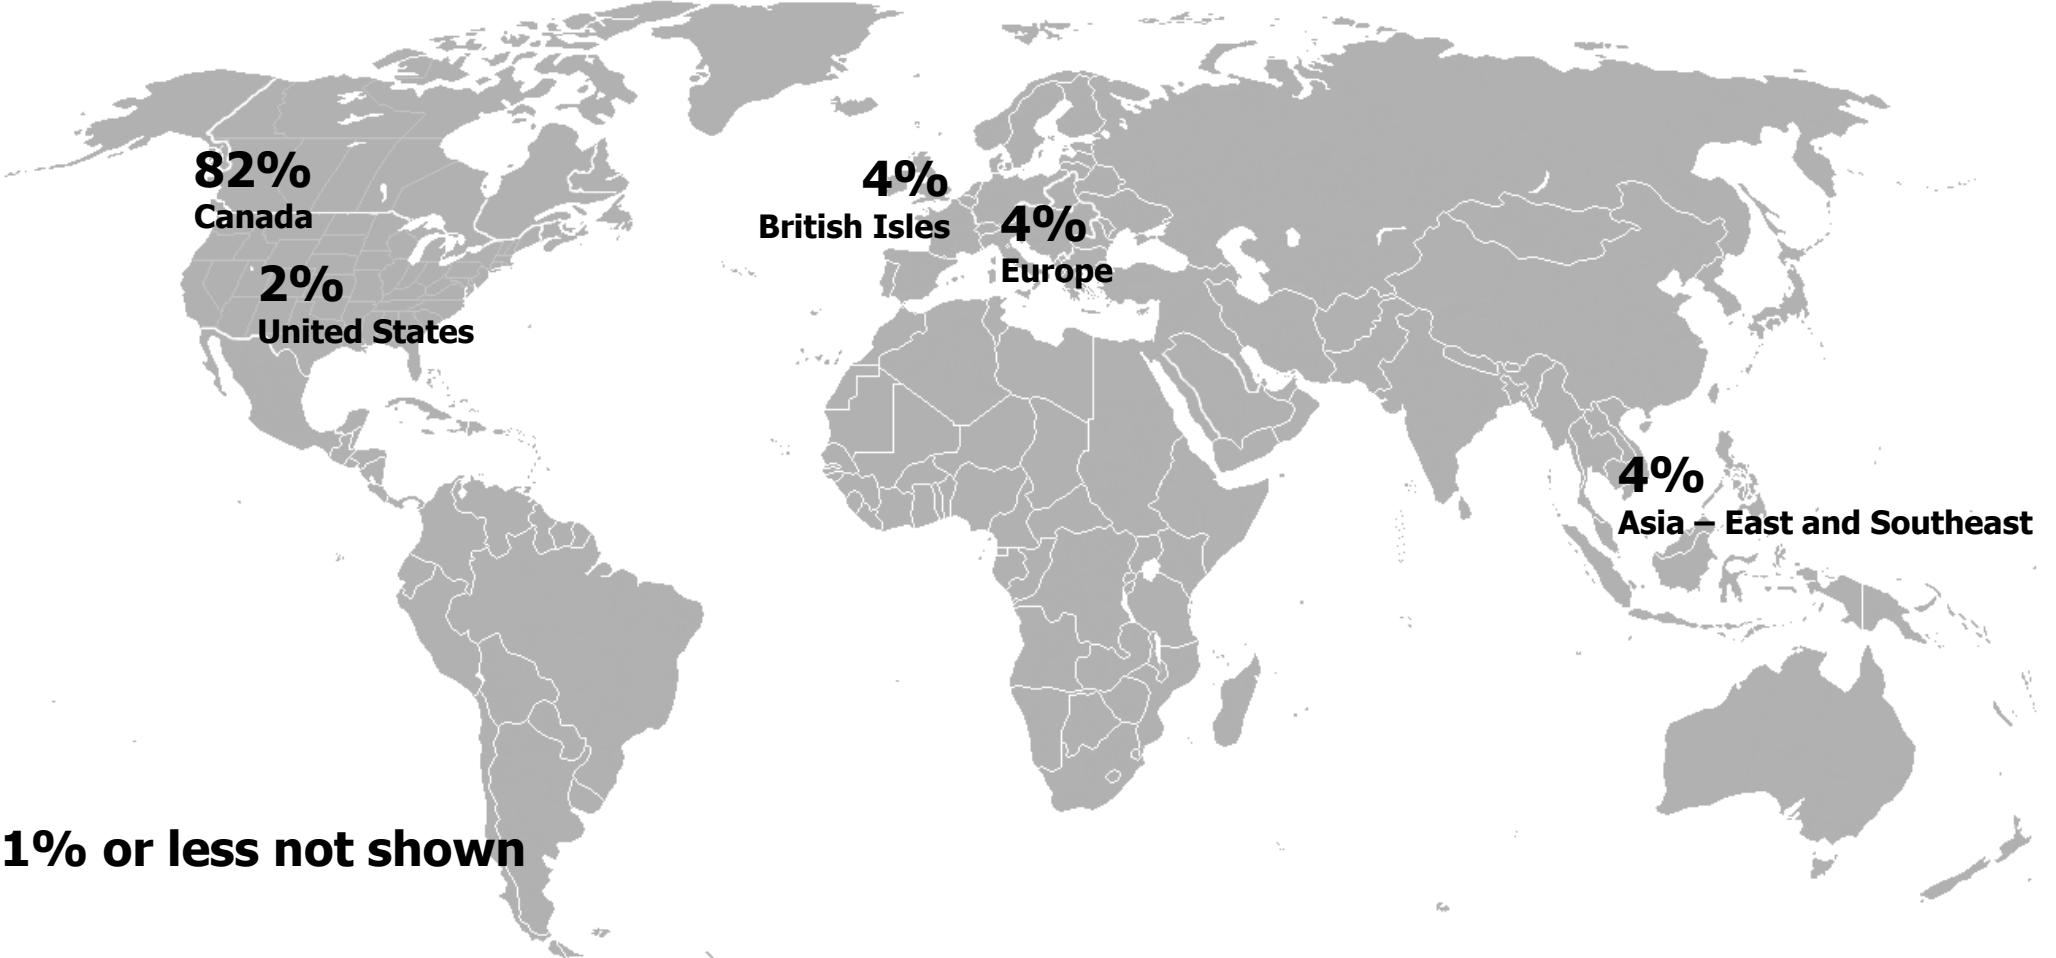 82%
Canada
2%
United States
4%
British Isles
4%
Europe
4%
Asia – East and Southeast
1% or less not shown